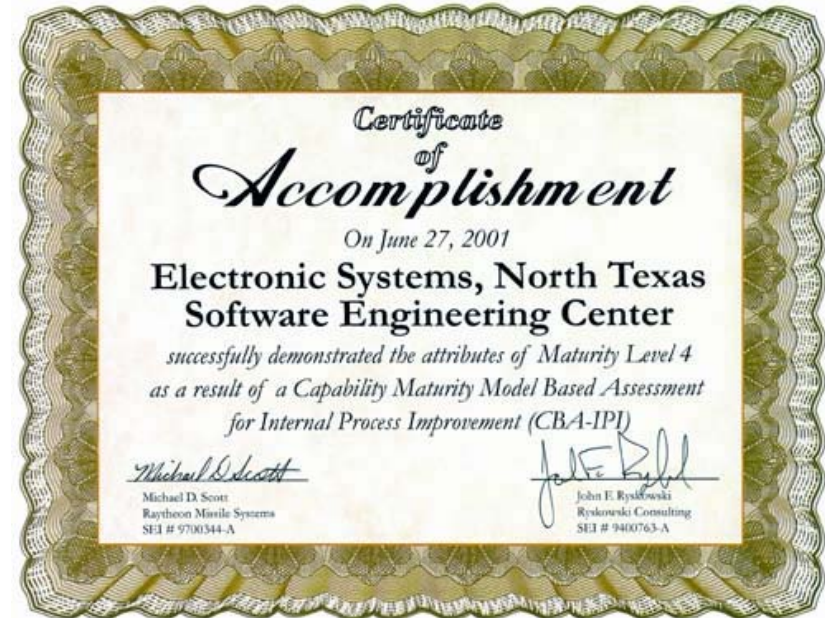 Certificate
of
Accomplishment
On June 27, 2001
Electronic Systems, North Texas
Software Engineering Center
successfully demonstrated the attributes of Maturity Level 4
as a result of a Capability Maturity Model Based Assessment
for Internal Process Improvement (CBA-IPI)
Michael D Scott
Michael D. Scott
Raytheon Missile Systems
SEI # 9700344-A
John F. Ryskowski
Ryskowski Consulting
SEI # 9400763-A